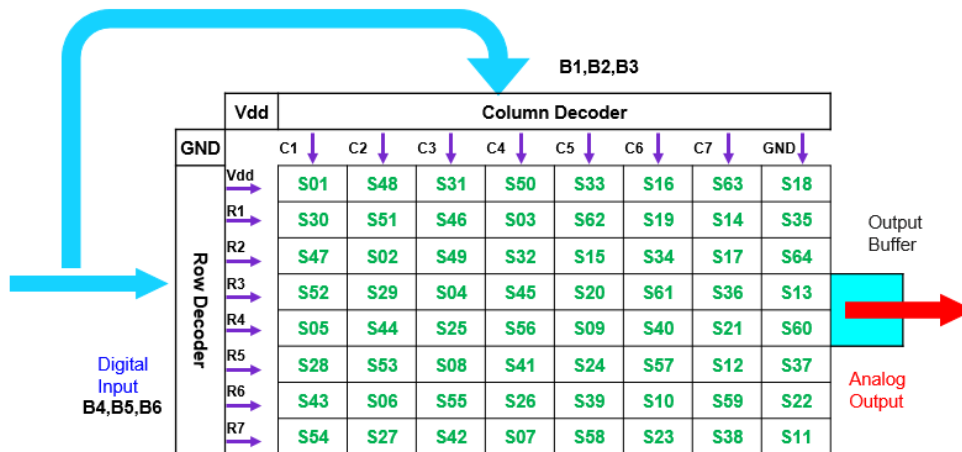 B1,B2,B3
Vdd Column Decoder
GND C1 C2 C3 C4 C5 C6 C7 GND
Vdd S01 S48 S31 S50 S33 S16 S63 S18
R1 S30 S51 S46 S03 S62 S19 S14 S35
R2 S47 S02 S49 S32 S15 S34 S17 S64
R3 S52 S29 S04 S45 S20 S61 S36 S13
R4 S05 S44 S25 S56 S09 S40 S21 S60
R5 S28 S53 S08 S41 S24 S57 S12 S37
R6 S43 S06 S55 S26 S39 S10 S59 S22
R7 S54 S27 S42 S07 S58 S23 S38 S11
Row Decoder
Digital
Input
B4,B5,B6
Output
Buffer
Analog
Output